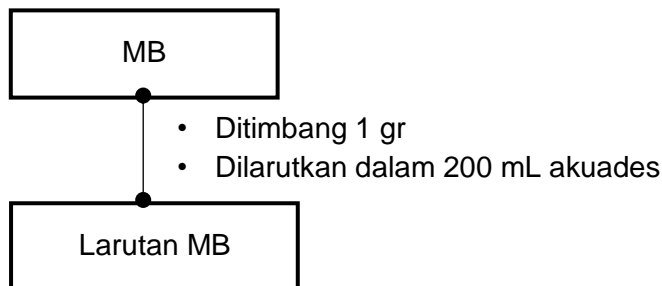 MB
• Ditimbang 1 gr
• Dilarutkan dalam 200 mL akuades
Larutan MB